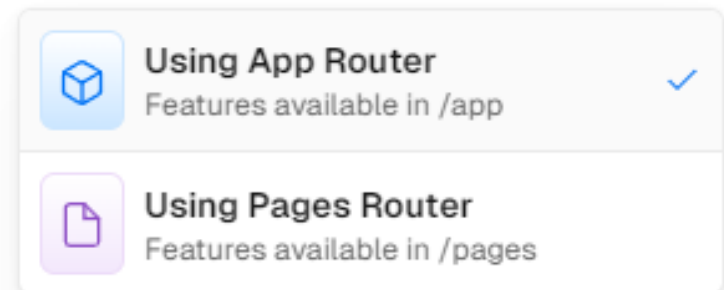 Using App Router
Features available in /app
Using Pages Router
Features available in /pages